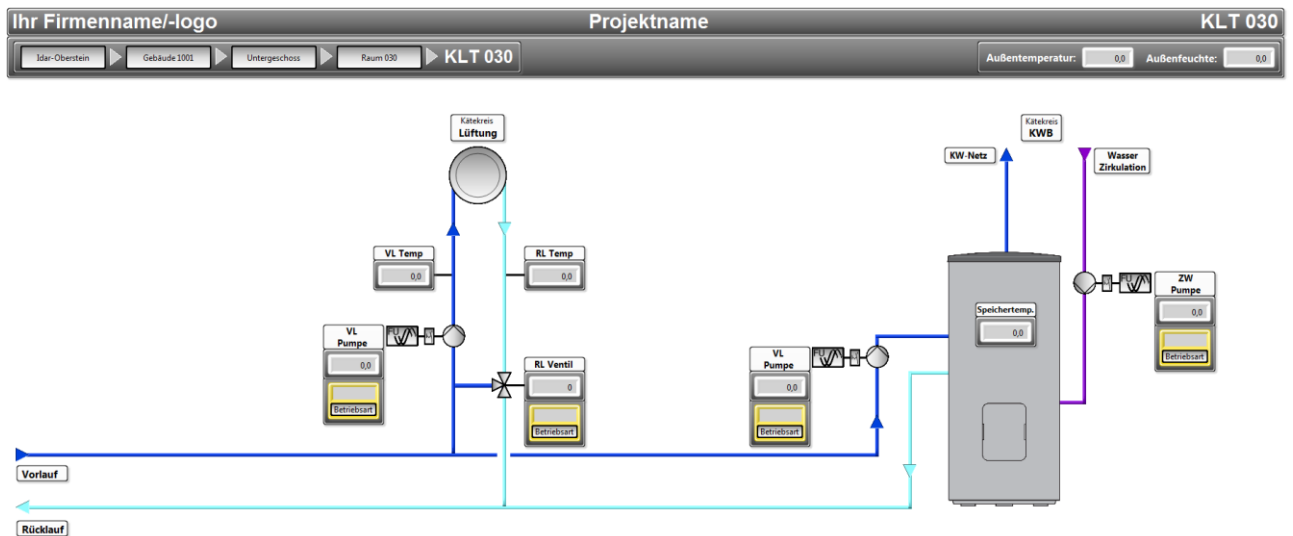 Ihr Firmenname/-logo
Projektname
KLT 030
Idar-Oberstein
Gebäude 1001
Untergeschoss
Raum 030
KLT 030
Außentemperatur:
0,0
Außenfeuchte:
0,0
Kätekreis
Lüftung
Kätekreis
KWB
KW-Netz
Wasser
Zirkulation
VL Temp
0,0
RL Temp
0,0
ZW
Pumpe
0,0
Betriebsart
FU
Speichertemp.
0,0
VL
Pumpe
0,0
Betriebsart
FU
RL Ventil
0
Betriebsart
VL
Pumpe
0,0
Betriebsart
FU
Vorlauf
Rücklauf